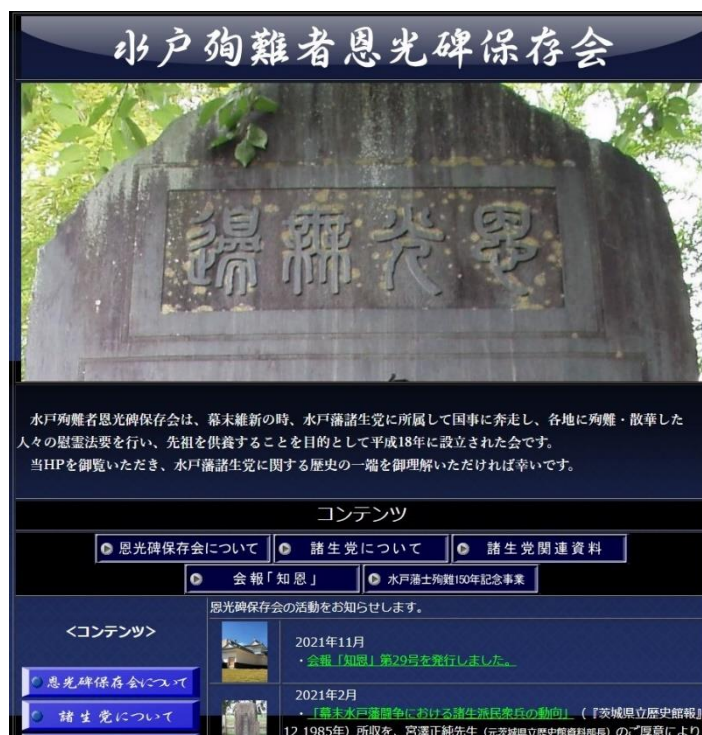 水戸殉難者恩光碑保存会
恩光無邊
水戸殉難者恩光碑保存会は、幕末維新の時、水戸藩諸生党に所属して国事に奔走し、各地に殉難・散華した
人々の慰霊法要を行い、先祖を供養することを目的として平成18年に設立された会です。
当HPを御覧いただき、水戸藩諸生党に関する歴史の一端を御理解いただければ幸いです。
コンテンツ
恩光碑保存会について 諸生党について 諸生党関連資料
会報「知恩」 水戸藩士殉難150年記念事業
恩光碑保存会の活動をお知らせします。
<コンテンツ>
恩光碑保存会について
諸生党について
2021年11月
・会報「知恩」第29号を発行しました。
2021年2月
・「幕末水戸藩闘争における諸生派民衆兵の動向」（『茨城県立歴史館報』
12 1985年）所収を、宮澤正純先生（元茨城県立歴史館史料部長）のご厚意により